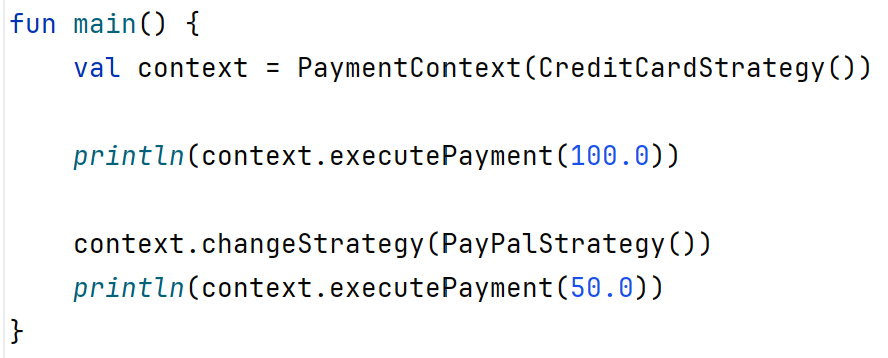 fun main() {
    val context = PaymentContext(CreditCardStrategy())
    println(context.executePayment(100.0))
    context.changeStrategy(PayPalStrategy())
    println(context.executePayment(50.0))
}